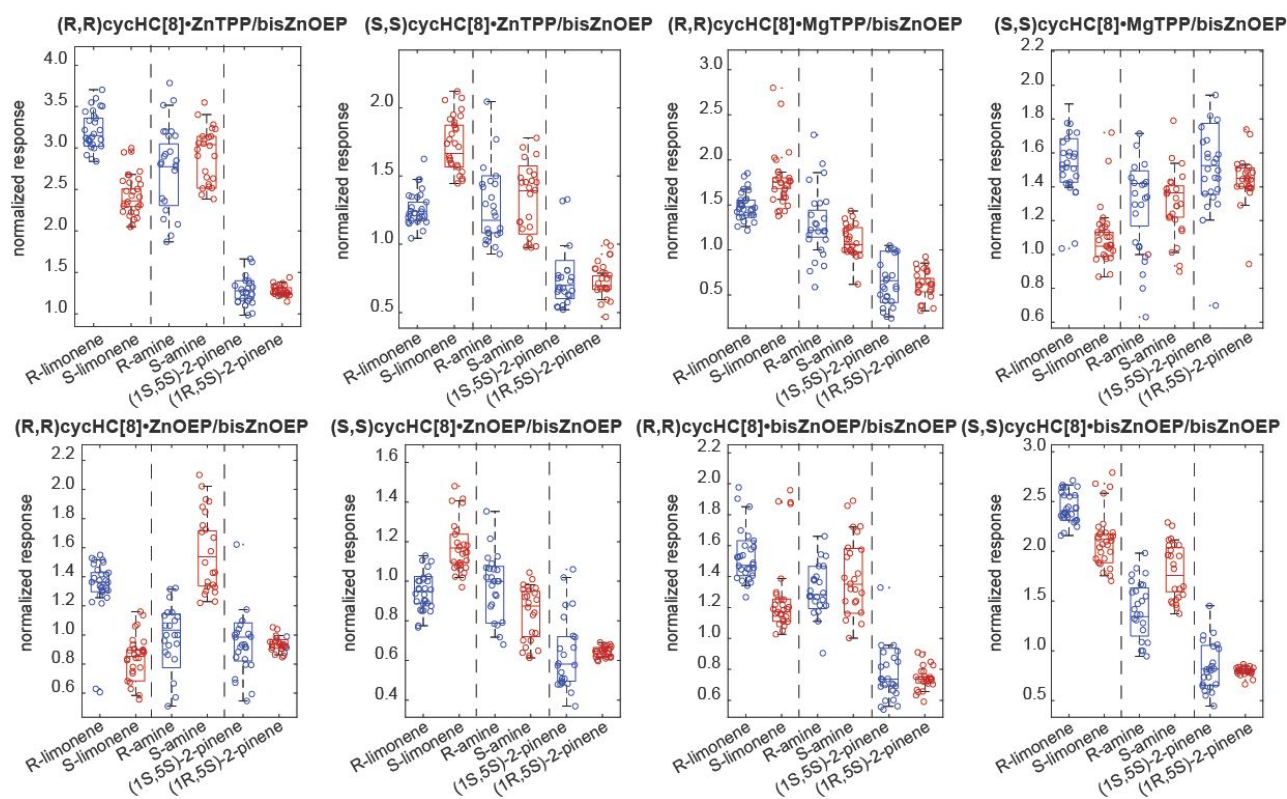 (R,R)cycHC[8]•ZnTPP/bisZnOEP
normalized response
4.0
3.5
3.0
2.5
2.0
1.5
1.0
R-limonene
S-limonene
R-amine
S-amine
(1S,5S)-2-pinene
(1R,5S)-2-pinene
(S,S)cycHC[8]•ZnTPP/bisZnOEP
normalized response
2.0
1.5
1.0
0.5
R-limonene
S-limonene
R-amine
S-amine
(1S,5S)-2-pinene
(1R,5S)-2-pinene
(R,R)cycHC[8]•MgTPP/bisZnOEP
normalized response
3.0
2.5
2.0
1.5
1.0
0.5
R-limonene
S-limonene
R-amine
S-amine
(1S,5S)-2-pinene
(1R,5S)-2-pinene
(S,S)cycHC[8]•MgTPP/bisZnOEP
normalized response
2.2
2.0
1.8
1.6
1.4
1.2
1.0
0.8
0.6
R-limonene
S-limonene
R-amine
S-amine
(1S,5S)-2-pinene
(1R,5S)-2-pinene
(R,R)cycHC[8]•ZnOEP/bisZnOEP
normalized response
2.2
2.0
1.8
1.6
1.4
1.2
1.0
0.8
0.6
R-limonene
S-limonene
R-amine
S-amine
(1S,5S)-2-pinene
(1R,5S)-2-pinene
(S,S)cycHC[8]•ZnOEP/bisZnOEP
normalized response
1.6
1.4
1.2
1.0
0.8
0.6
0.4
R-limonene
S-limonene
R-amine
S-amine
(1S,5S)-2-pinene
(1R,5S)-2-pinene
(R,R)cycHC[8]•bisZnOEP/bisZnOEP
normalized response
2.0
1.8
1.6
1.4
1.2
1.0
0.8
0.6
R-limonene
S-limonene
R-amine
S-amine
(1S,5S)-2-pinene
(1R,5S)-2-pinene
(S,S)cycHC[8]•bisZnOEP/bisZnOEP
normalized response
3.0
2.5
2.0
1.5
1.0
0.5
R-limonene
S-limonene
R-amine
S-amine
(1S,5S)-2-pinene
(1R,5S)-2-pinene